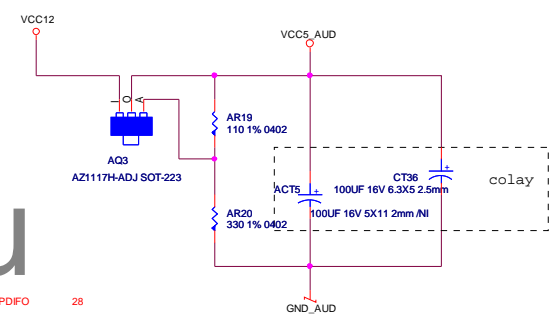 VCC12
VCC5_AUD
I O A
AR19
110 1% 0402
AQ3
AZ1117H-ADJ SOT-223
ACT5
+
CT36
+
100UF 16V 6.3X5 2.5mm
colay
AR20
330 1% 0402
100UF 16V 5X11 2mm /NI
u
PDIFO 28
GND_AUD